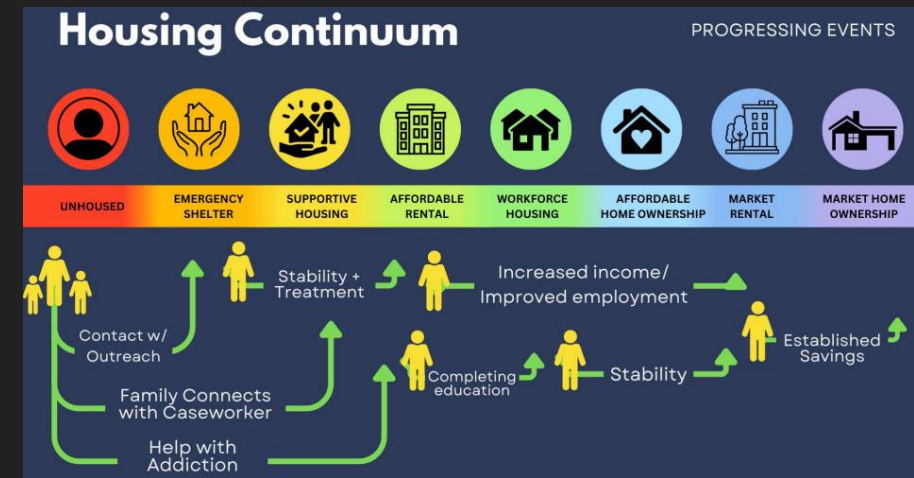 Housing Continuum
PROGRESSING EVENTS
UNHOUSED
EMERGENCY
SHELTER
SUPPORTIVE
HOUSING
AFFORDABLE
RENTAL
WORKFORCE
HOUSING
AFFORDABLE
HOME OWNERSHIP
MARKET
RENTAL
MARKET HOME
OWNERSHIP
Stability +
Treatment
Increased income/
Improved employment
Contact w/
Outreach
Established
Savings
Completing
education
Stability
Family Connects
with Caseworker
Help with
Addiction